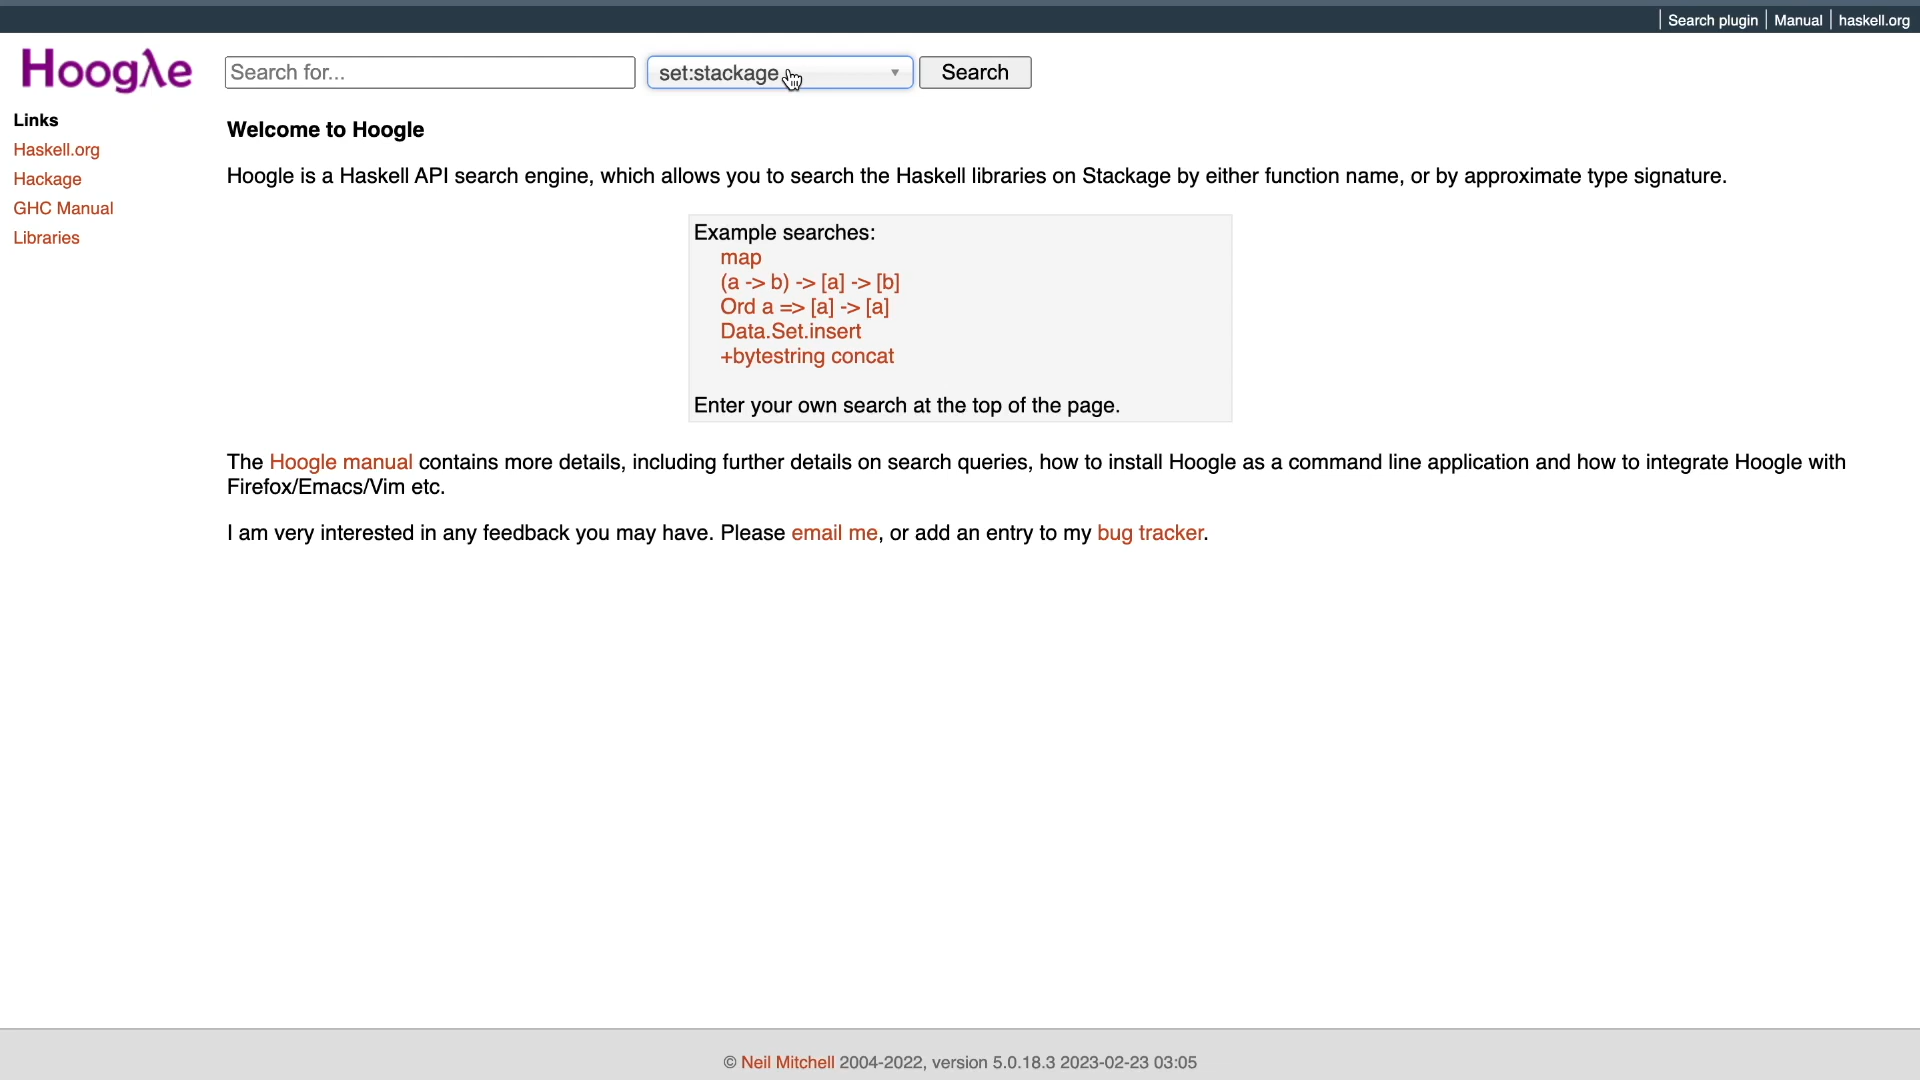 Search plugin Manual haskell.org
Hoogλe Search for... set:stackage Search
Links
Haskell.org
Hackage
GHC Manual
Libraries
Welcome to Hoogle
Hoogle is a Haskell API search engine, which allows you to search the Haskell libraries on Stackage by either function name, or by approximate type signature.
Example searches:
map
(a -> b) -> [a] -> [b]
Ord a => [a] -> [a]
Data.Set.insert
+bytestring concat
Enter your own search at the top of the page.
The Hoogle manual contains more details, including further details on search queries, how to install Hoogle as a command line application and how to integrate Hoogle with
Firefox/Emacs/Vim etc.
I am very interested in any feedback you may have. Please email me, or add an entry to my bug tracker.
© Neil Mitchell 2004-2022, version 5.0.18.3 2023-02-23 03:05